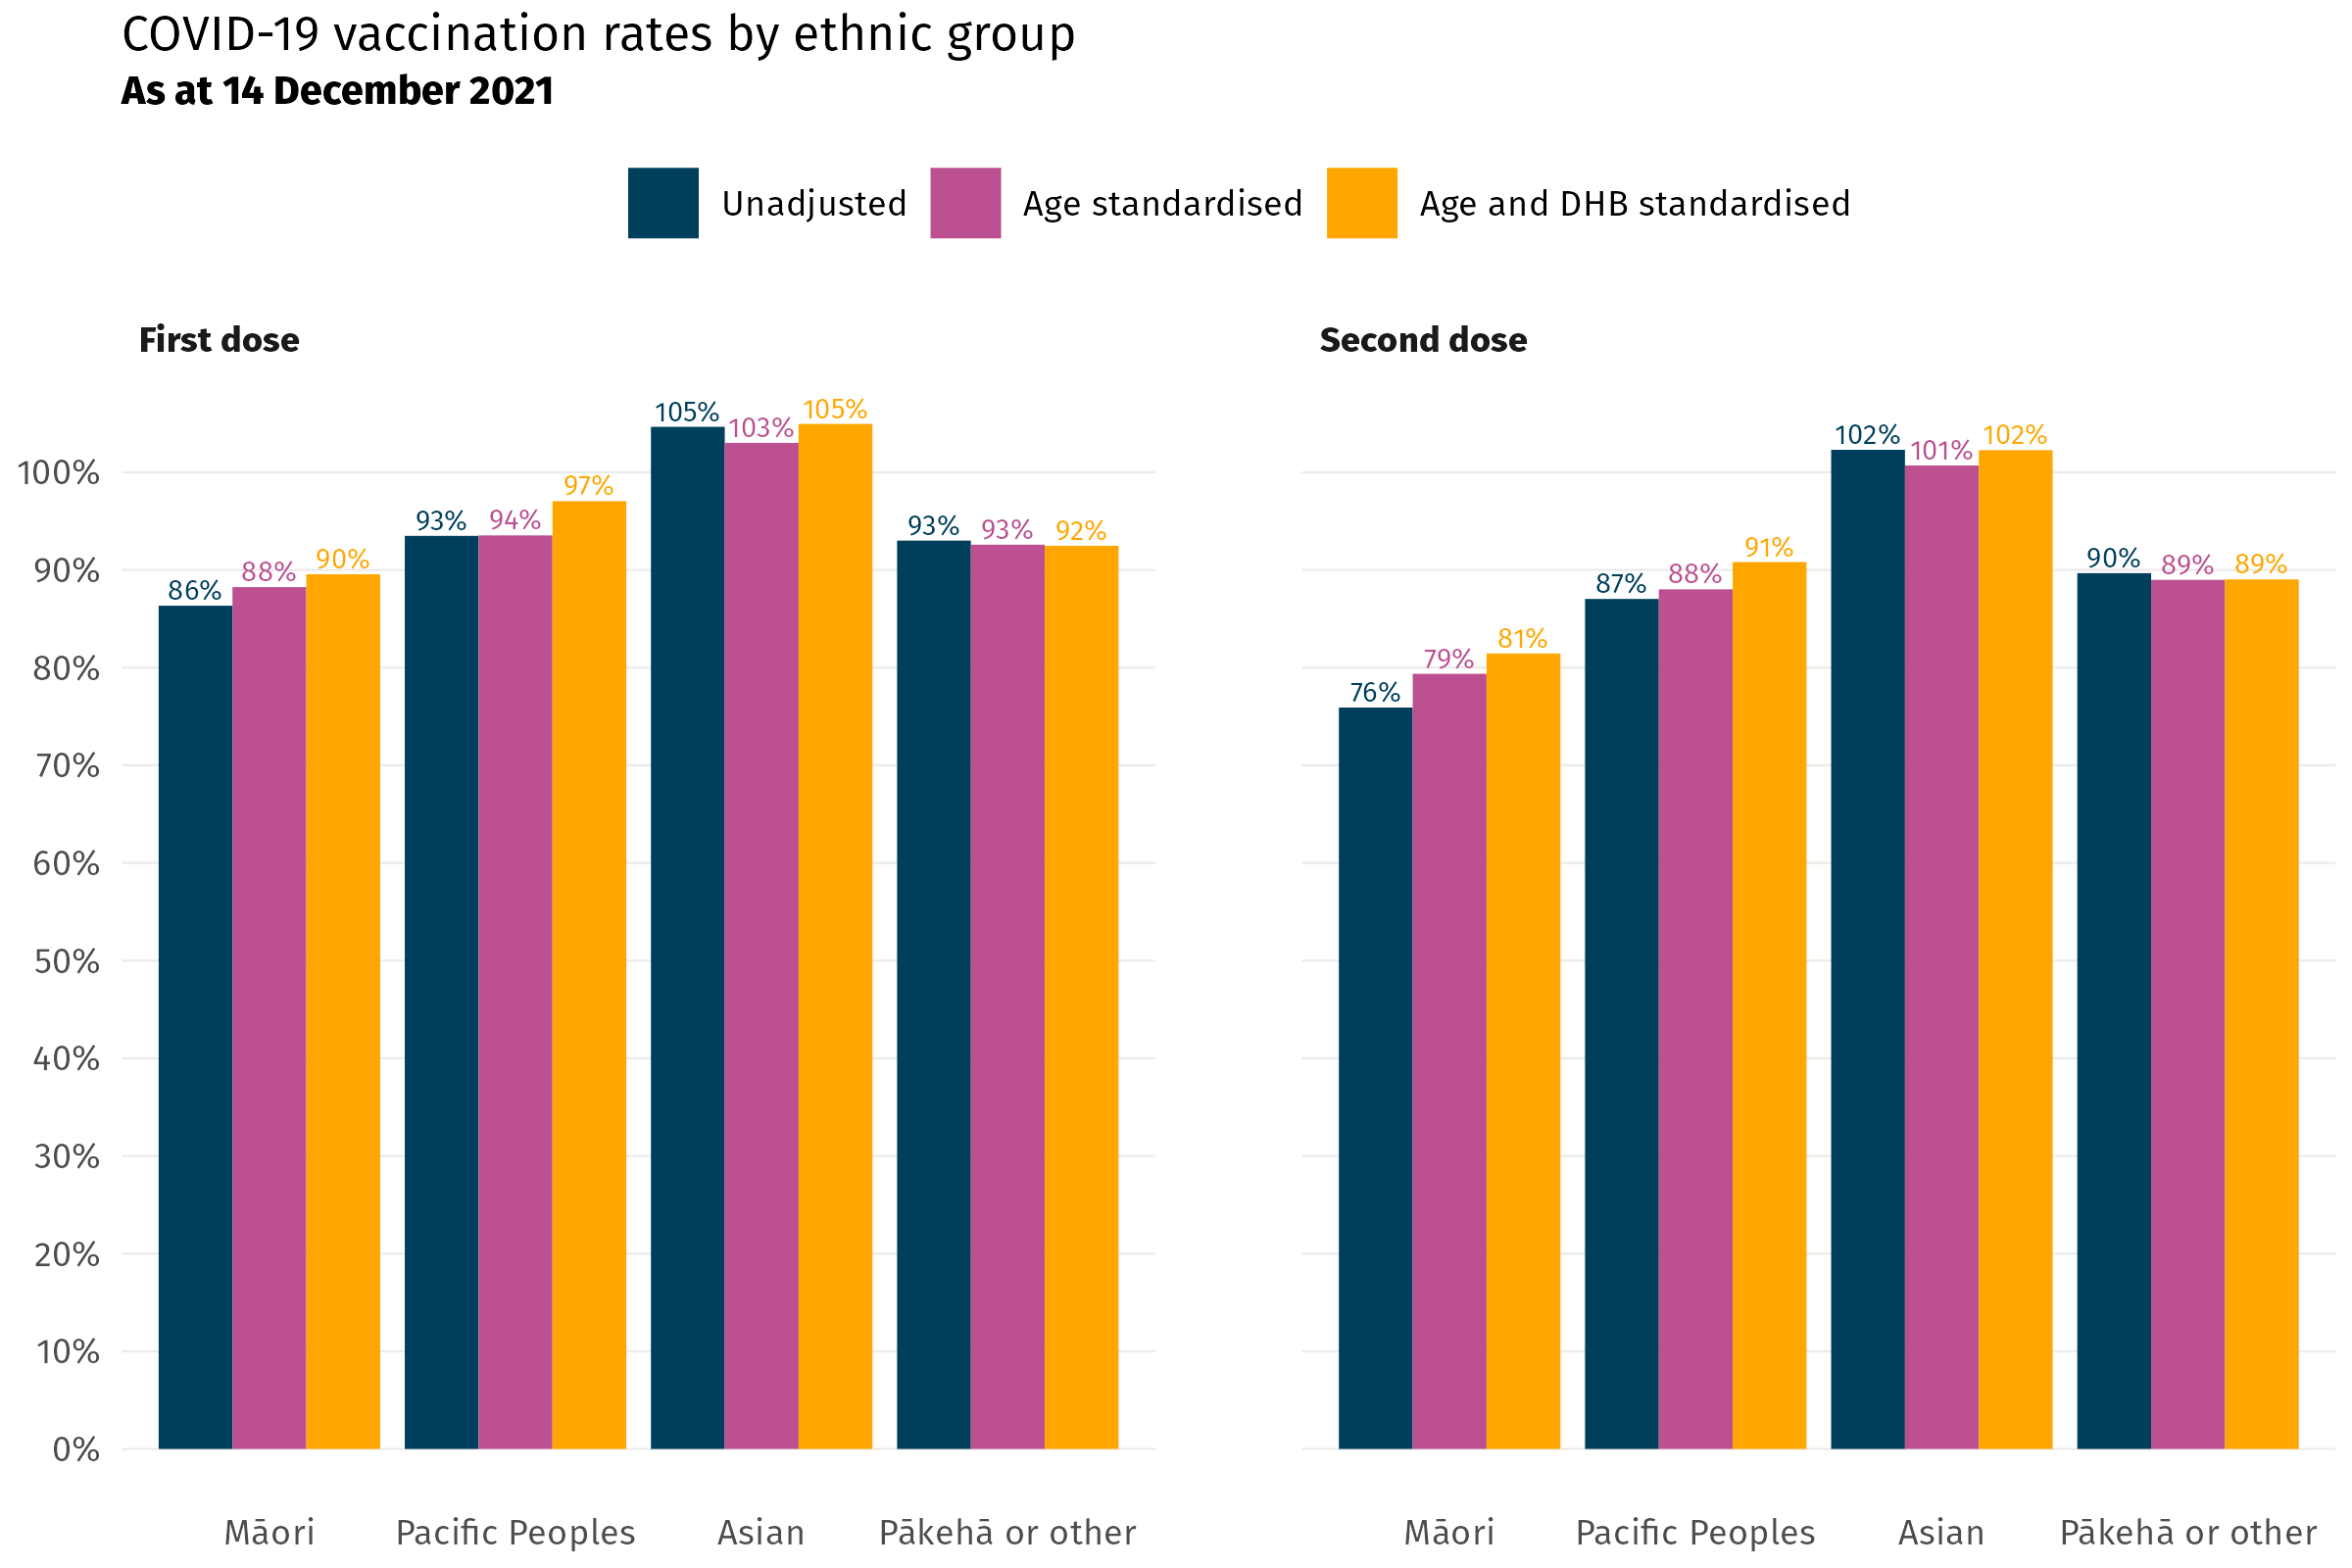 COVID-19 vaccination rates by ethnic group
As at 14 December 2021
Unadjusted Age standardised Age and DHB standardised
First dose
105% 103% 105%
97%
93% 94%
93% 93% 92%
86% 88% 90%
100%
90%
80%
70%
60%
50%
40%
30%
20%
10%
0%
Māori Pacific Peoples Asian Pākehā or other
Second dose
102% 101% 102%
87% 88% 91%
90% 89% 89%
76% 79% 81%
Māori Pacific Peoples Asian Pākehā or other